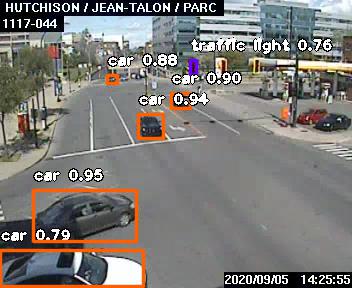 HUTCHISON / JEAN-TALON / PARC
1117-044
traffic light 0.76
car 0.88
car 0.90
car 0.94
car 0.95
car 0.79
2020/09/05 14:25:55